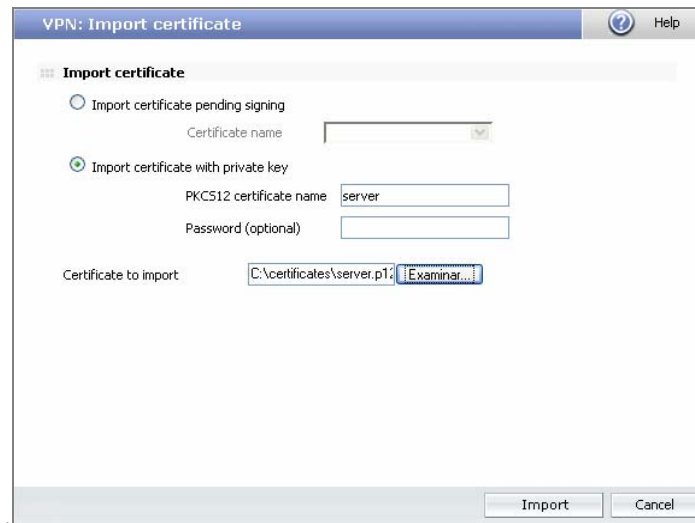 VPN: Import certificate
Help
Import certificate
Import certificate pending signing
Certificate name
Import certificate with private key
PKCS12 certificate name server
Password (optional)
Certificate to import C:\certificates\server.p12 Examinar...
Import Cancel